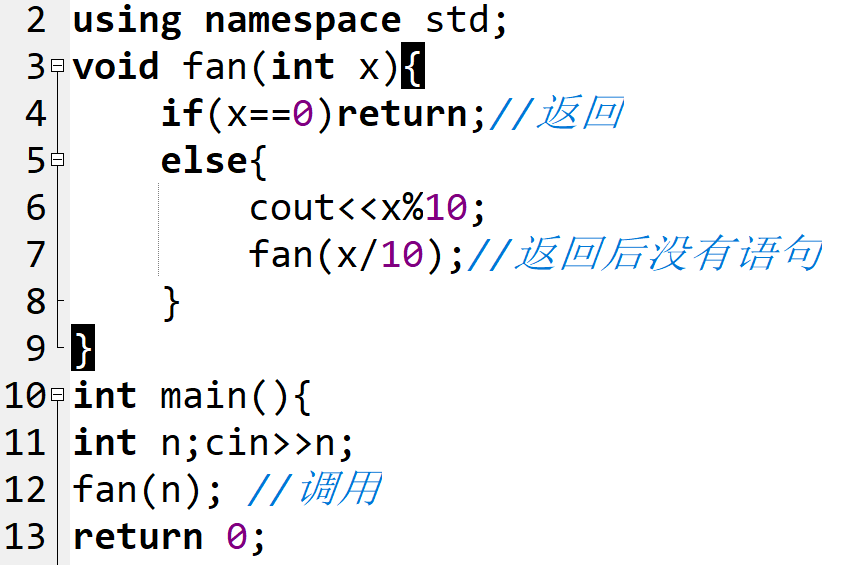 2 using namespace std;
3 void fan(int x){
4     if(x==0)return;//返回
5     else{
6         cout<<x%10;
7         fan(x/10);//返回后没有语句
8     }
9 }
10 int main(){
11 int n;cin>>n;
12 fan(n); //调用
13 return 0;